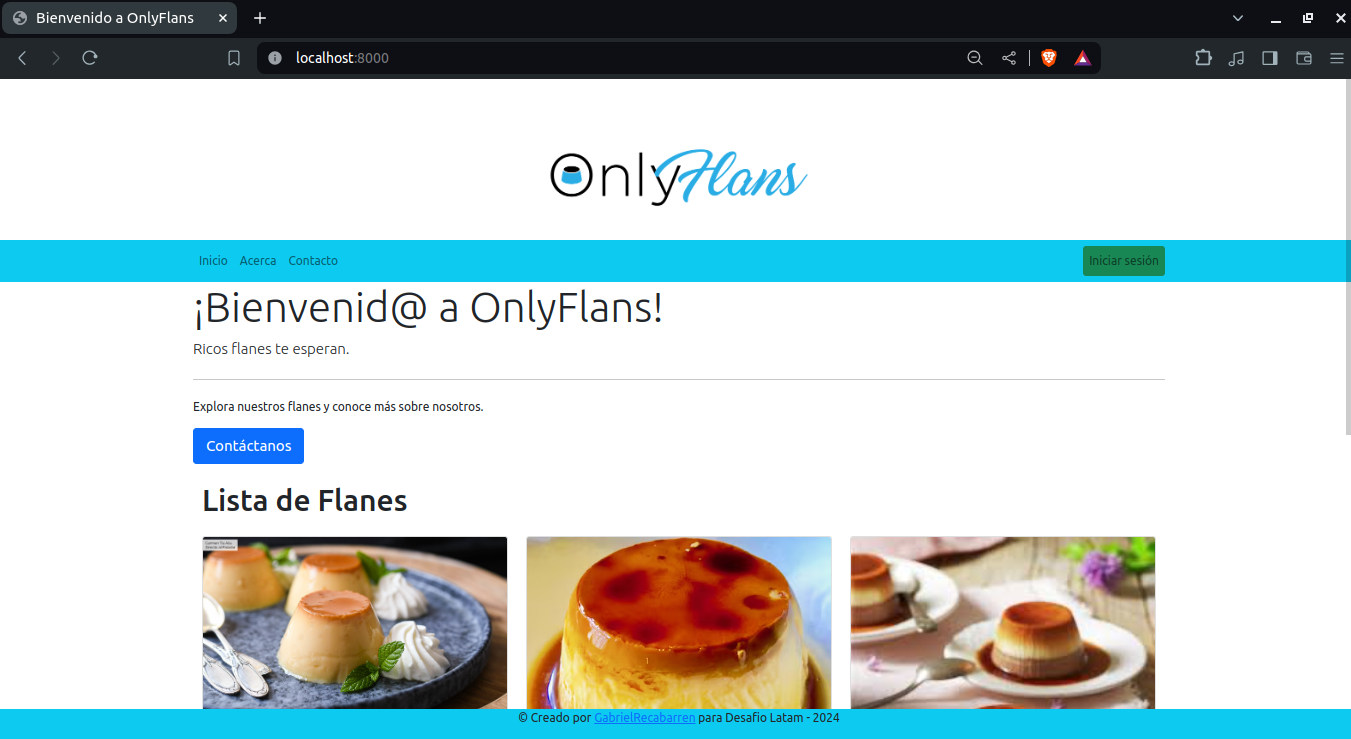 Bienvenido a OnlyFlans
localhost:8000
OnlyFlans
Inicio Acerca Contacto Iniciar sesión
¡Bienvenid@ a OnlyFlans!
Ricos flanes te esperan.
Explora nuestros flanes y conoce más sobre nosotros.
Contáctanos
Lista de Flanes
© Creado por GabrielRecabarren para Desafio Latam - 2024